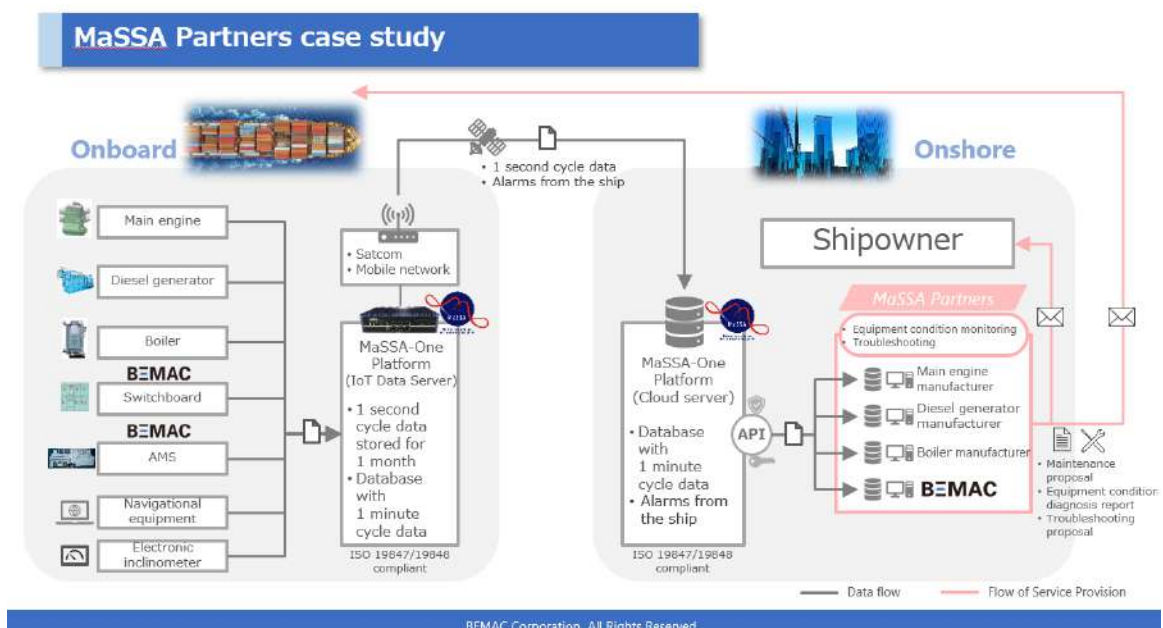 MaSSA Partners case study
Onboard
Onshore
• 1 second cycle data
• Alarms from the ship
Main engine
Diesel generator
Boiler
BEMAC
Switchboard
BEMAC
AMS
Navigational
equipment
Electronic
inclinometer
• Satcom
• Mobile network
MaSSA
MaSSA-One
Platform
(IoT Data Server)
• 1 second
cycle data
stored for
1 month
• Database
with
1 minute
cycle data
ISO 19847/19848
compliant
MaSSA
MaSSA-One
Platform
(Cloud server)
• Database
with
1 minute
cycle data
• Alarms from
the ship
ISO 19847/19848
compliant
API
Shipowner
MaSSA Partners
• Equipment condition monitoring
• Troubleshooting
Main engine
manufacturer
Diesel generator
manufacturer
Boiler manufacturer
BEMAC
• Maintenance
proposal
• Equipment condition
diagnosis report
• Troubleshooting
proposal
Data flow
Flow of Service Provision
BEMAC Corporation. All Rights Reserved